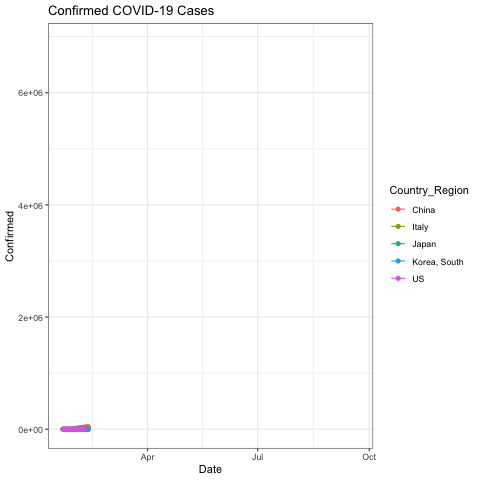 Confirmed COVID-19 Cases
6e+06
4e+06
2e+06
0e+00
Confirmed
Apr
Jul
Oct
Date
Country_Region
China
Italy
Japan
Korea, South
US